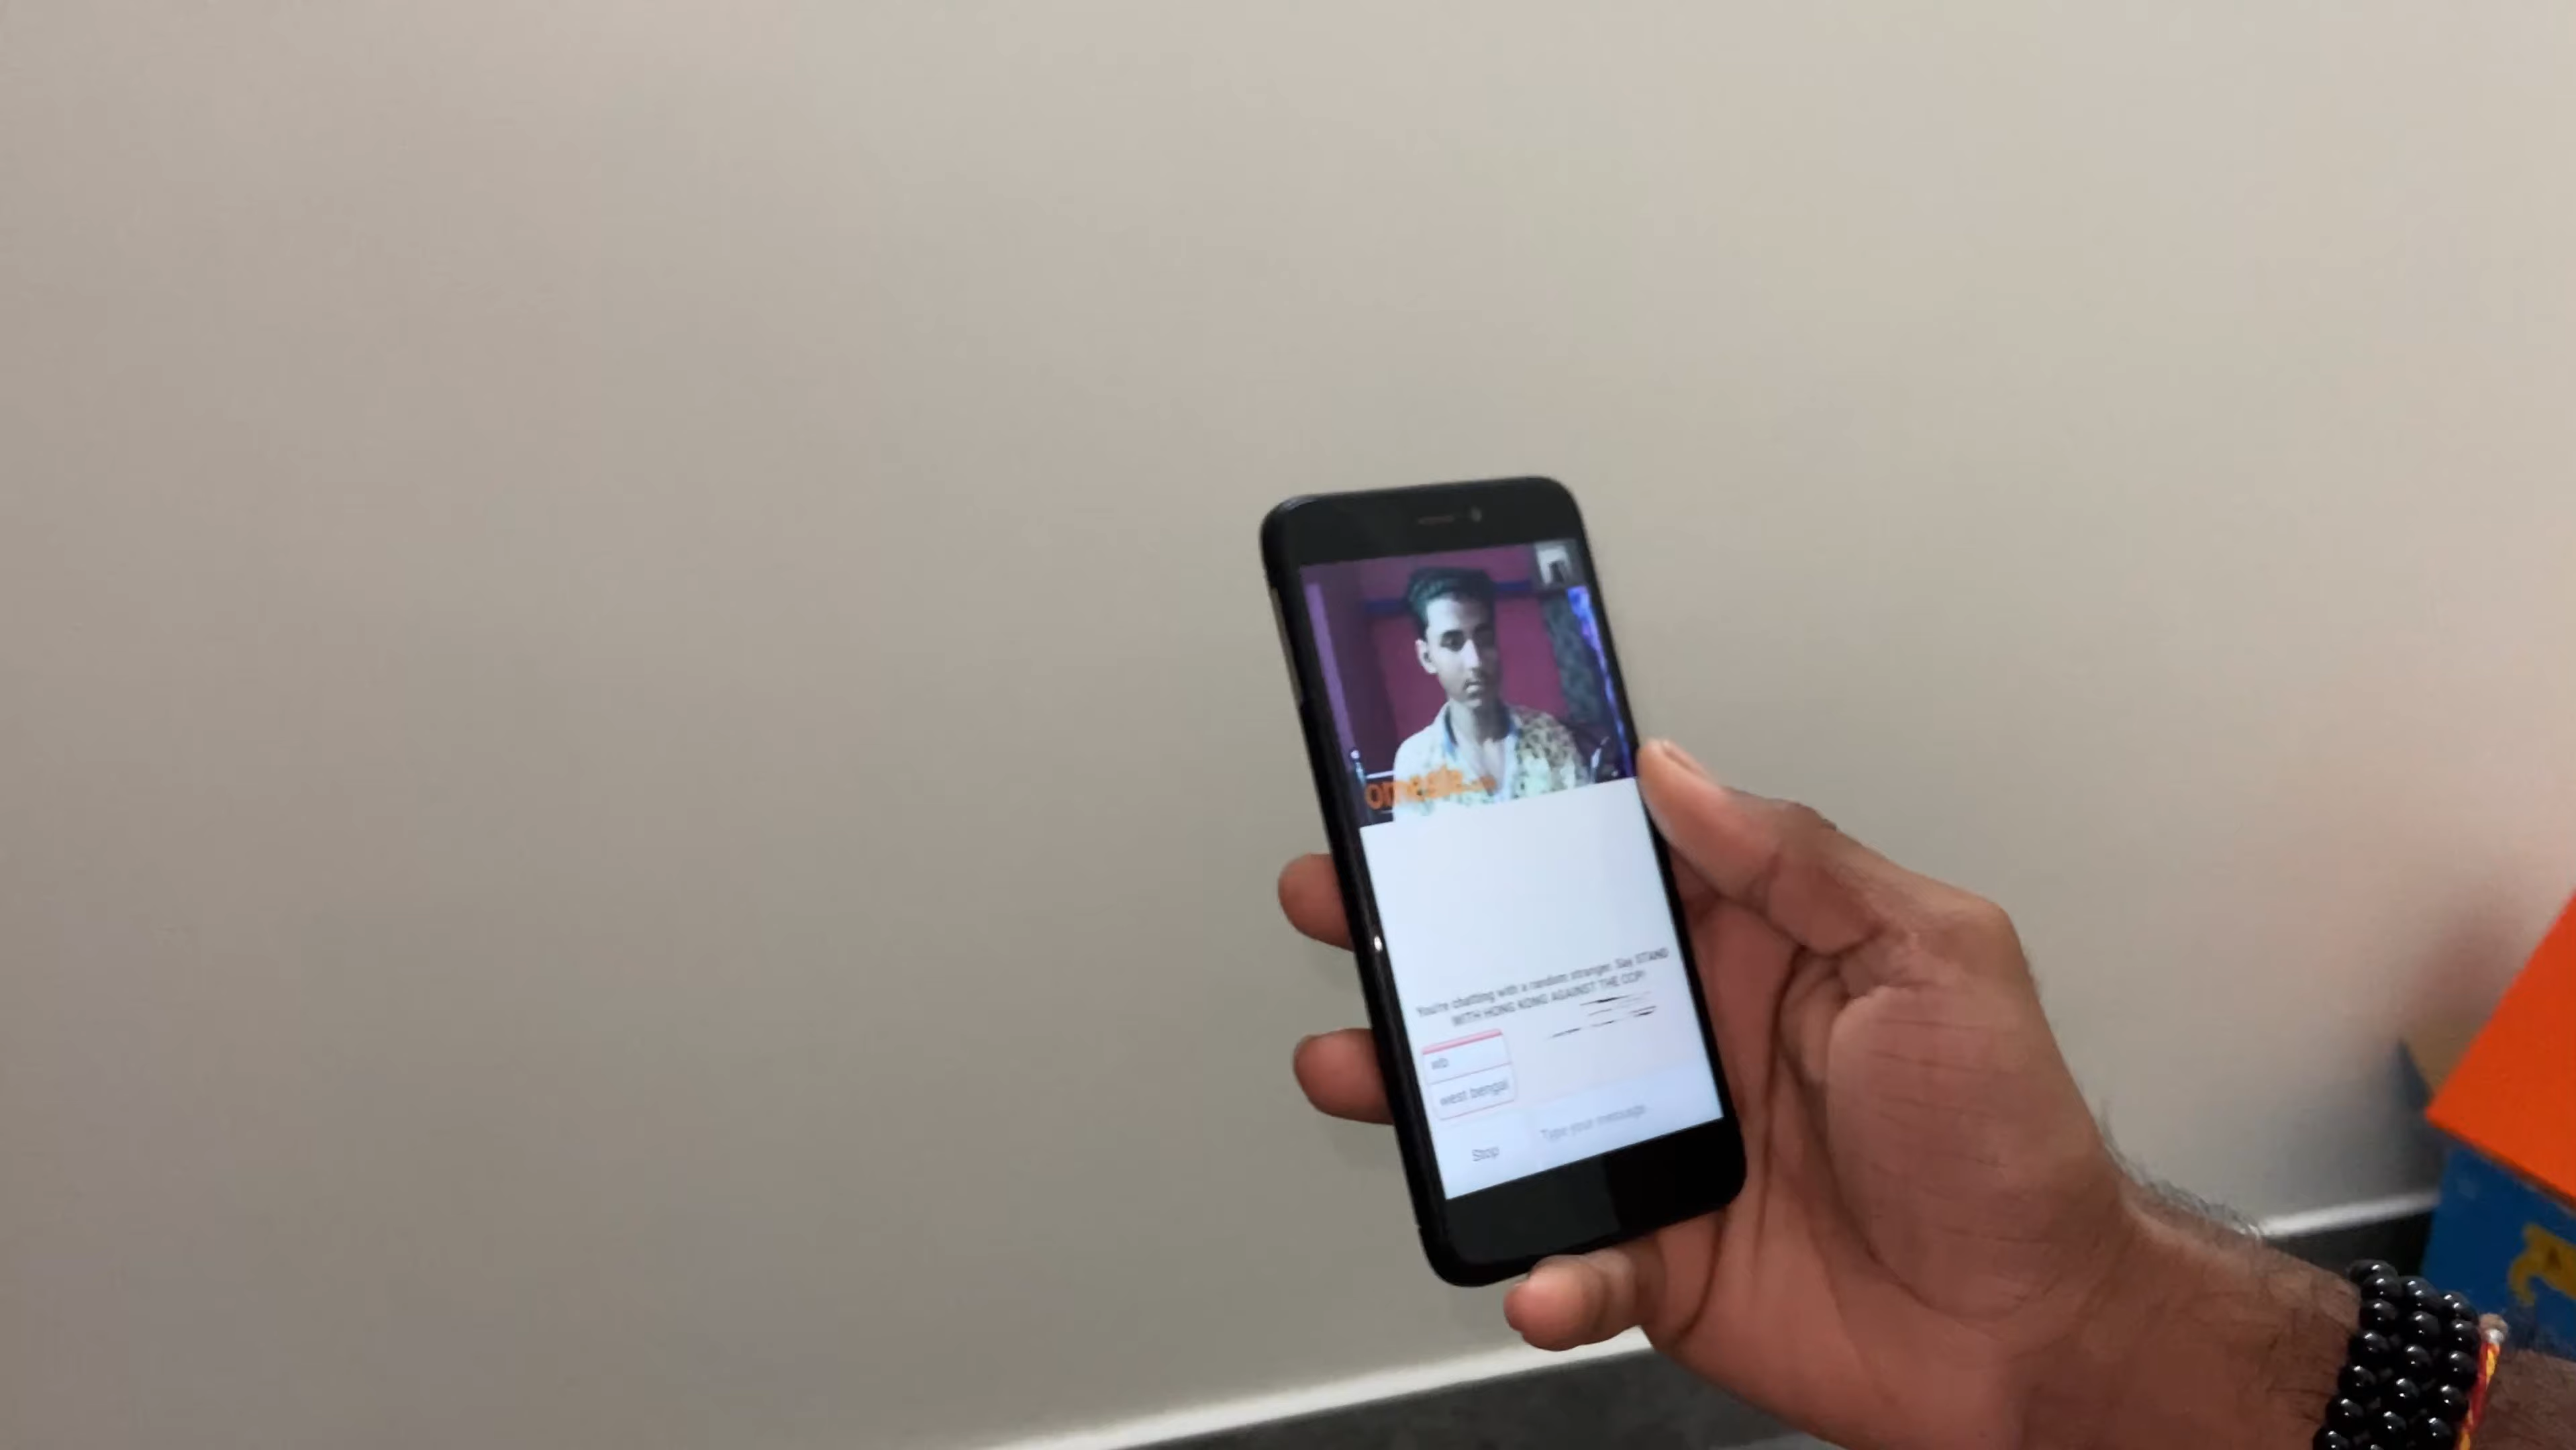 omegle
You're chatting with a random stranger. Say STAND
WITH HONG KONG AGAINST THE CCP!
wb
west bengal
Stop
Type your message